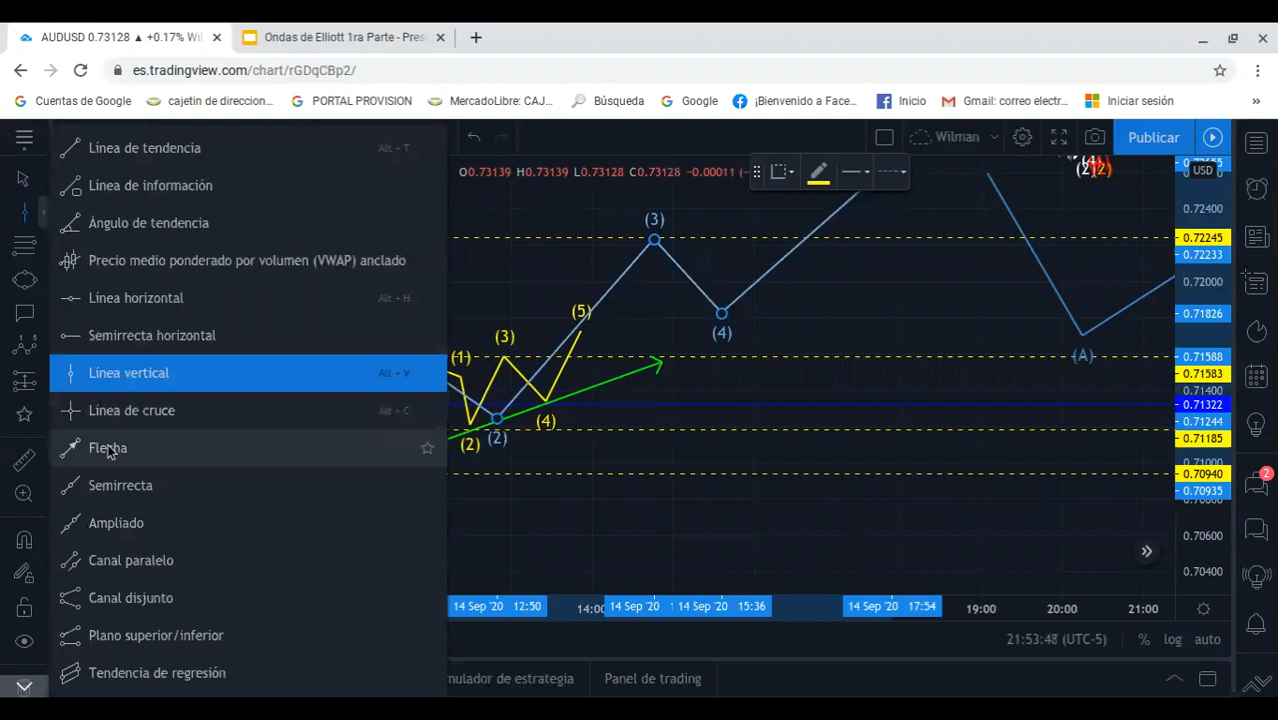 AUDUSD 0.73128 ▲ +0.17% Wil
Ondas de Elliott 1ra Parte - Pres
es.tradingview.com/chart/rGDqCBp2/
Cuentas de Google
cajetin de direccion...
PORTAL PROVISION
MercadoLibre: CAJ...
Búsqueda
Google
¡Bienvenido a Face...
Inicio
Gmail: correo electr...
Iniciar sesión
»
Wilman
Publicar
O0.73139 H0.73139 L0.73128 C0.73128 −0.00011 (−
Línea de tendencia Alt + T
Línea de información
Ángulo de tendencia
Precio medio ponderado por volumen (VWAP) anclado
Línea horizontal Alt + H
Semirrecta horizontal
Línea vertical Alt + V
Línea de cruce Alt + C
Flecha
Semirrecta
Ampliado
Canal paralelo
Canal disjunto
Plano superior/inferior
Tendencia de regresión
(1)
(2)
(3)
(4)
(5)
(2)
(3)
(4)
(A)
(2)
(2)
USD
0.72400
0.72245
0.72233
0.72000
0.71826
0.71588
0.71583
0.71400
0.71322
0.71244
0.71185
0.71000
0.70940
0.70935
0.70600
0.70400
14 Sep '20 12:50
14:00
14 Sep '20
14 Sep '20 15:36
14 Sep '20 17:54
19:00
20:00
21:00
21:53:48 (UTC-5)
%
log
auto
mulador de estrategia
Panel de trading
2